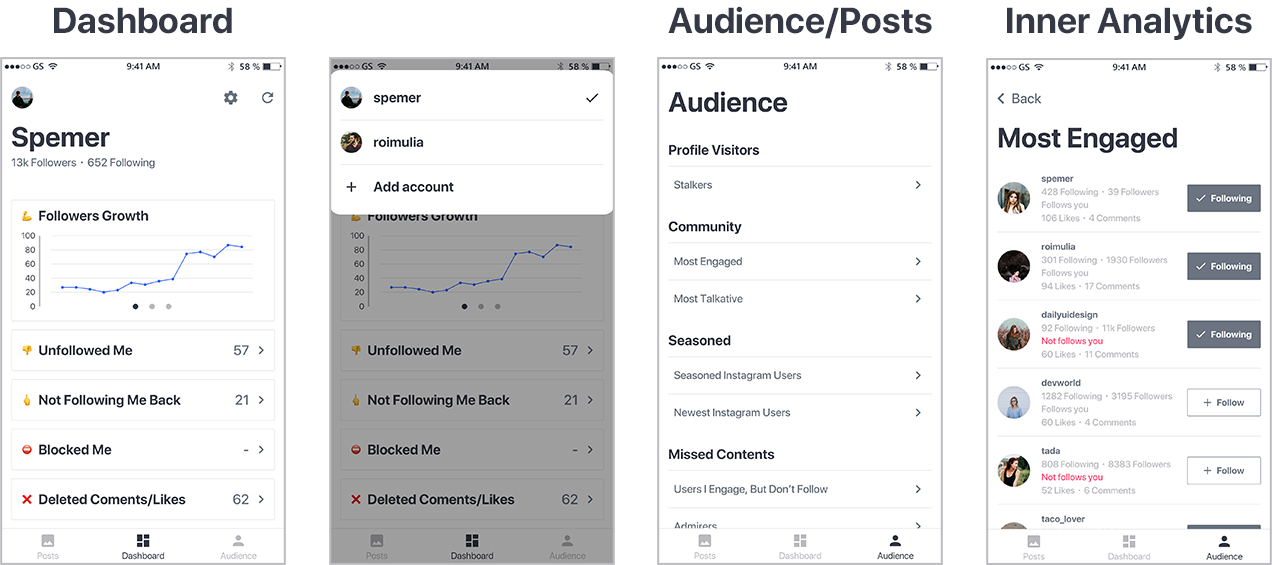 Dashboard
Audience/Posts
Inner Analytics
GS
9:41 AM
58 %
Spemer
13k Followers · 652 Following
Followers Growth
100
80
60
40
20
0
Unfollowed Me 57
Not Following Me Back 21
Blocked Me -
Deleted Coments/Likes 62
Posts Dashboard Audience
GS 9:41 AM 58 %
spemer
roimulia
+ Add account
Followers Growth
100
80
60
40
20
0
Unfollowed Me 57
Not Following Me Back 21
Blocked Me -
Deleted Coments/Likes 62
Posts Dashboard Audience
GS 9:41 AM 58 %
Audience
Profile Visitors
Stalkers
Community
Most Engaged
Most Talkative
Seasoned
Seasoned Instagram Users
Newest Instagram Users
Missed Contents
Users I Engage, But Don't Follow
Admirers
Posts Dashboard Audience
GS 9:41 AM 58 %
Back
Most Engaged
spemer
428 Following · 39 Followers
Follows you
106 Likes · 4 Comments
Following
roimulia
301 Following · 1930 Followers
Follows you
94 Likes · 17 Comments
Following
dailyuidesign
92 Following · 11k Followers
Not follows you
60 Likes · 11 Comments
Following
devworld
1282 Following · 3195 Followers
Follows you
60 Likes · 4 Comments
+ Follow
tada
808 Following · 8383 Followers
Not follows you
52 Likes · 6 Comments
+ Follow
taco_lover
Posts Dashboard Audience